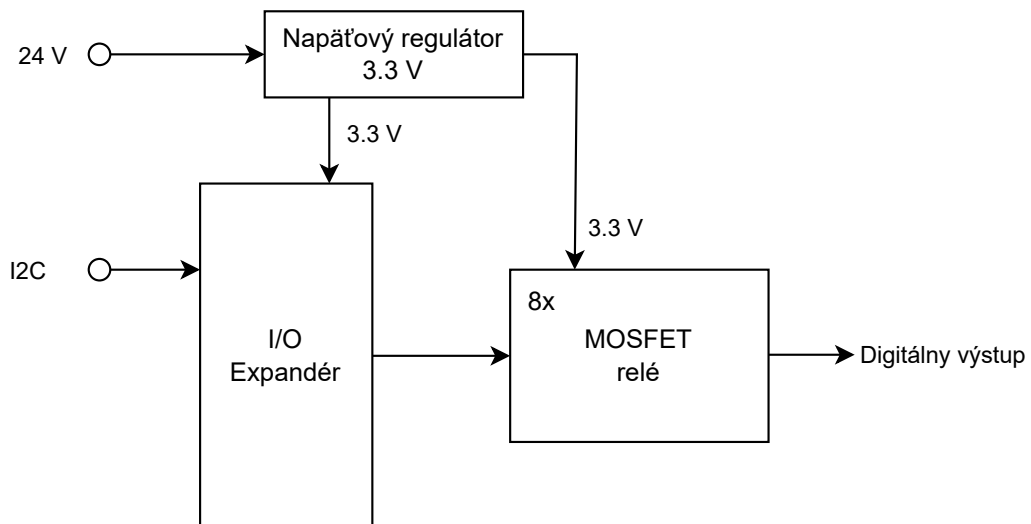 Napäťový regulátor
3.3 V
24 V
3.3 V
3.3 V
I2C
8x
I/O
Expandér
MOSFET
relé
Digitálny výstup